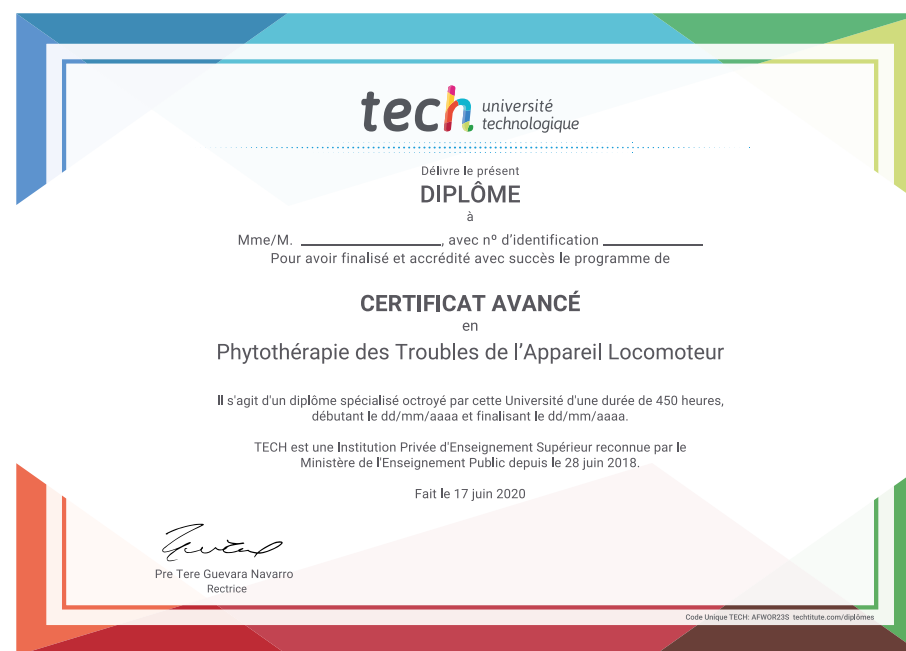 tech université
technologique
Délivre le présent
DIPLÔME
à
Mme/M. ____________________, avec nº d'identification ______________
Pour avoir finalisé et accrédité avec succès le programme de
CERTIFICAT AVANCÉ
en
Phytothérapie des Troubles de l'Appareil Locomoteur
Il s'agit d'un diplôme spécialisé octroyé par cette Université d'une durée de 450 heures,
débutant le dd/mm/aaaa et finalisant le dd/mm/aaaa.
TECH est une Institution Privée d'Enseignement Supérieur reconnue par le
Ministère de l'Enseignement Public depuis le 28 juin 2018.
Fait le 17 juin 2020
Pre Tere Guevara Navarro
Rectrice
Code Unique TECH: AFWOR23S techtitute.com/diplômes